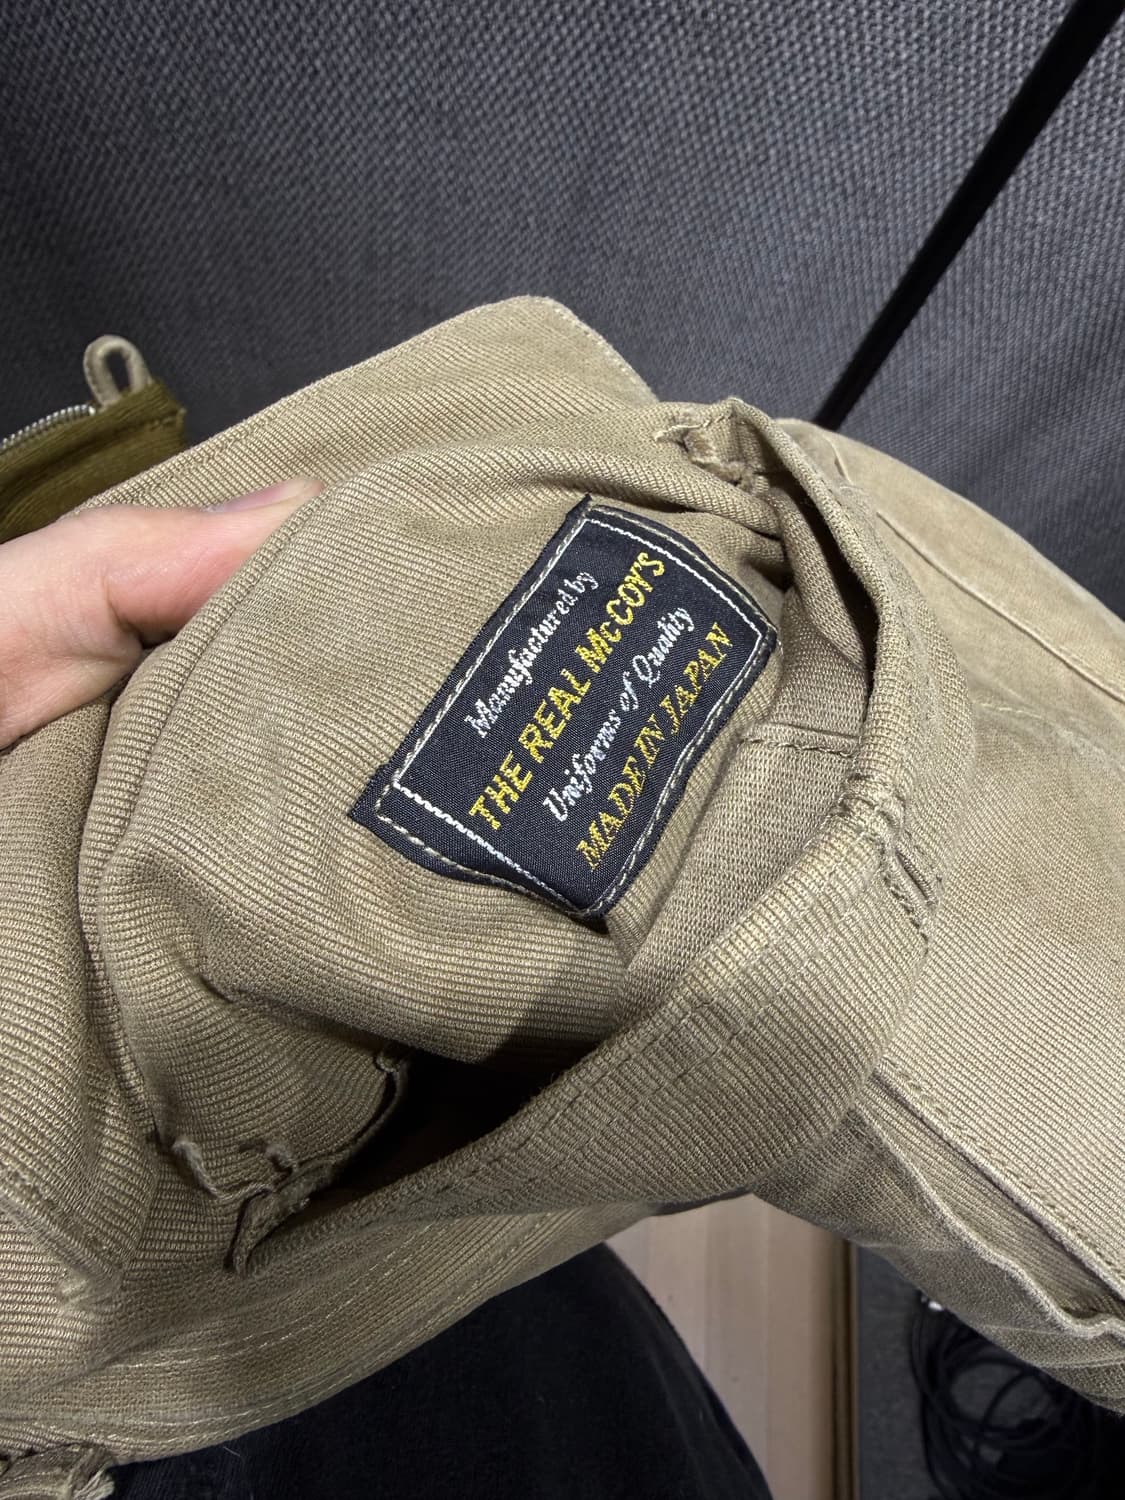 Manufactured by
THE REAL McCOY'S
Uniforms of Quality
MADE IN JAPAN